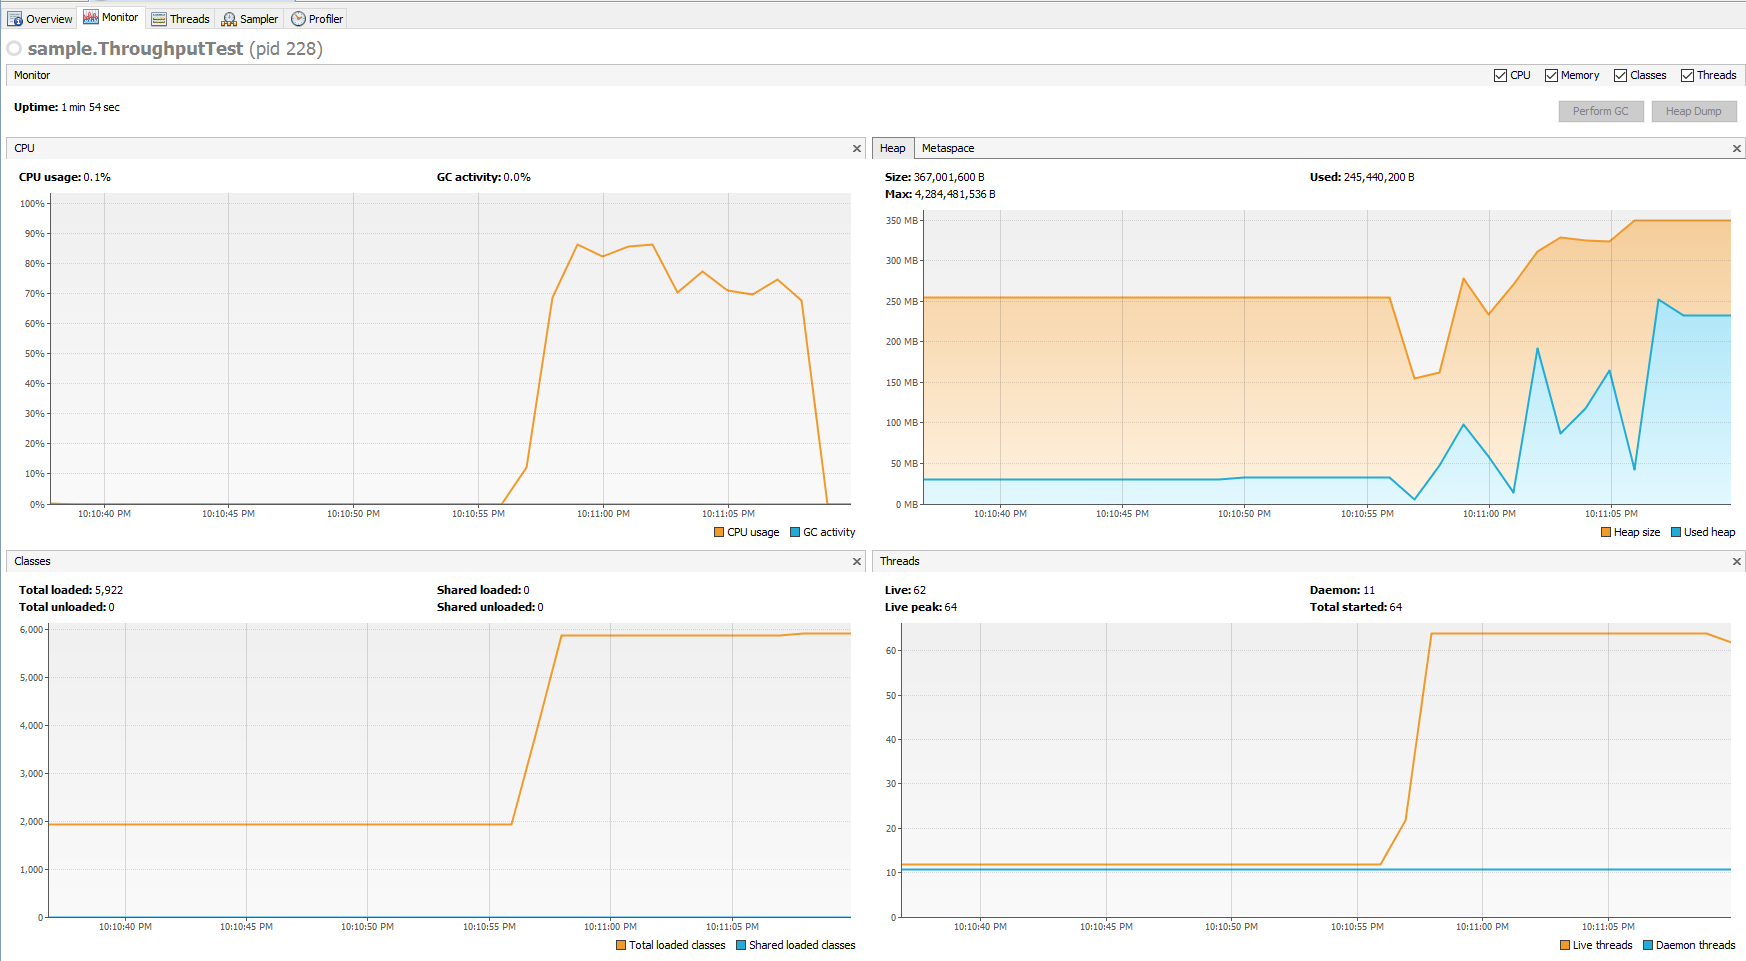 Overview Monitor Threads Sampler Profiler
sample.ThroughputTest (pid 228)
Monitor CPU Memory Classes Threads
Uptime: 1 min 54 sec
Perform GC Heap Dump
CPU
CPU usage: 0.1% GC activity: 0.0%
100%
90%
80%
70%
60%
50%
40%
30%
20%
10%
0%
10:10:40 PM 10:10:45 PM 10:10:50 PM 10:10:55 PM 10:11:00 PM 10:11:05 PM
CPU usage GC activity
Heap Metaspace
Size: 367,001,600 B Used: 245,440,200 B
Max: 4,284,481,536 B
350 MB
300 MB
250 MB
200 MB
150 MB
100 MB
50 MB
0 MB
10:10:40 PM 10:10:45 PM 10:10:50 PM 10:10:55 PM 10:11:00 PM 10:11:05 PM
Heap size Used heap
Classes
Total loaded: 5,922 Shared loaded: 0
Total unloaded: 0 Shared unloaded: 0
6,000
5,000
4,000
3,000
2,000
1,000
0
10:10:40 PM 10:10:45 PM 10:10:50 PM 10:10:55 PM 10:11:00 PM 10:11:05 PM
Total loaded classes Shared loaded classes
Threads
Live: 62 Daemon: 11
Live peak: 64 Total started: 64
60
50
40
30
20
10
0
10:10:40 PM 10:10:45 PM 10:10:50 PM 10:10:55 PM 10:11:00 PM 10:11:05 PM
Live threads Daemon threads